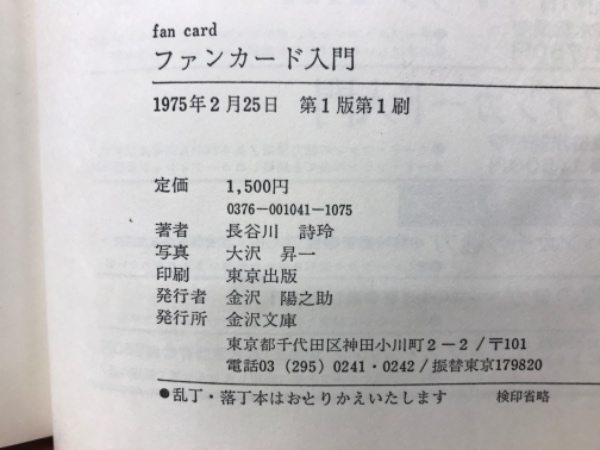 fan card
ファンカード入門
1975年2月25日　第1版第1刷
定価　1,500円
0376-001041-1075
著者　長谷川　詩玲
写真　大沢　昇一
印刷　東京出版
発行者　金沢　陽之助
発行所　金沢文庫
東京都千代田区神田小川町2-2/〒101
電話03 (295) 0241・0242/振替東京179820
●乱丁・落丁本はおとりかえいたします　検印省略